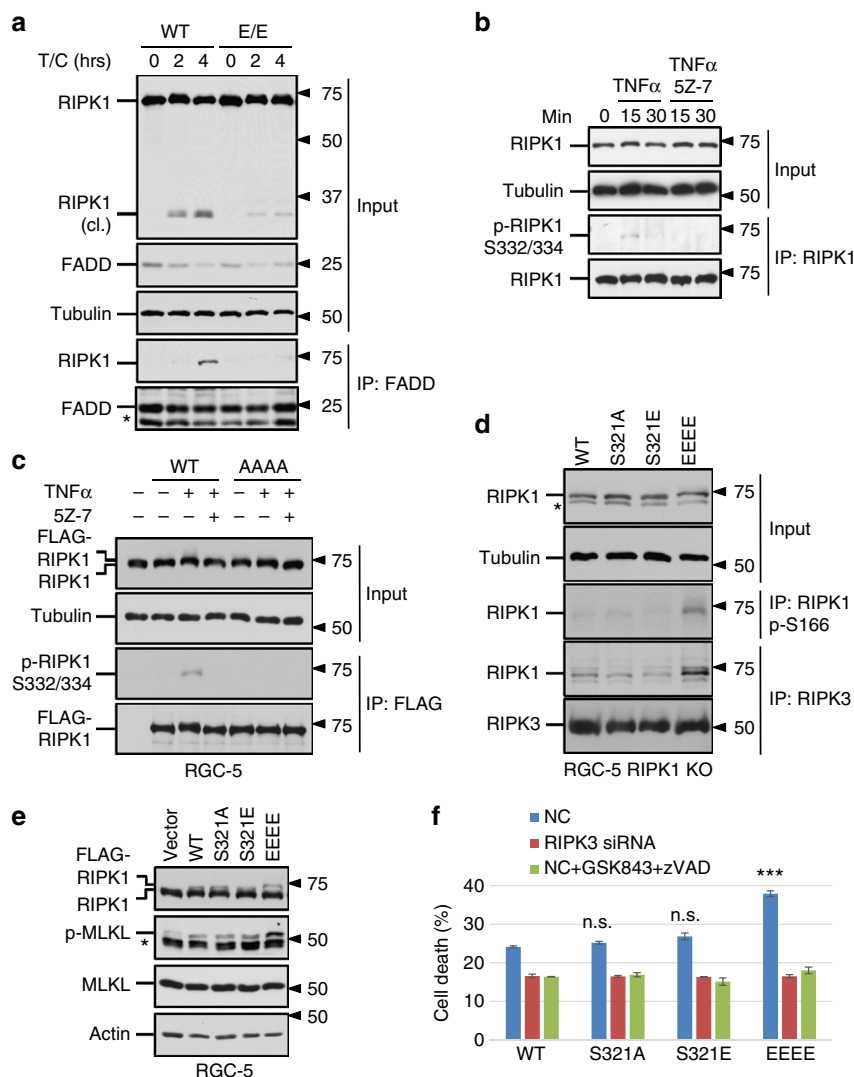 a
WT E/E
T/C (hrs) 0 2 4 0 2 4
RIPK1
75
50
37
RIPK1
(cl.)
FADD
25
Tubulin
50
Input
RIPK1
75
FADD
25
*
IP: FADD
b
TNFα
TNFα 5Z-7
Min 0 15 30 15 30
RIPK1
75
Tubulin
50
Input
p-RIPK1
S332/334
75
RIPK1
75
IP: RIPK1
c
WT AAAA
TNFα – – + + – + +
5Z-7 – – – + – – +
FLAG-
RIPK1
RIPK1
75
Tubulin
50
Input
p-RIPK1
S332/334
75
FLAG-
RIPK1
75
IP: FLAG
RGC-5
d
WT S321A S321E EEEE
RIPK1
*
75
Tubulin
50
Input
RIPK1
75
IP: RIPK1
p-S166
RIPK1
75
RIPK3
50
IP: RIPK3
RGC-5 RIPK1 KO
e
Vector WT S321A S321E EEEE
FLAG-
RIPK1
RIPK1
75
p-MLKL
*
50
MLKL
50
50
Actin
RGC-5
f
NC
RIPK3 siRNA
NC+GSK843+zVAD
Cell death (%)
40
30
20
10
0
n.s.
n.s.
***
WT S321A S321E EEEE